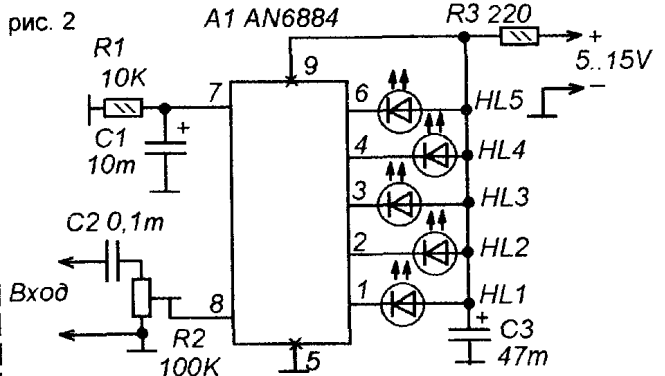 рис. 2
A1 AN6884
R3 220
+
5..15V
−
R1
10K
7
9
6
HL5
C1
10m
+
4
HL4
3
HL3
C2 0,1m
2
HL2
Вход
8
1
HL1
R2
100K
5
+
C3
47m